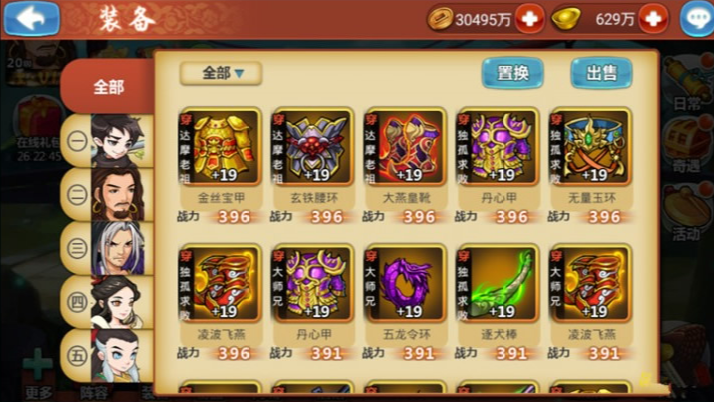 装备
30495万
629万
20
全部
全部
置换
出售
在线礼包
26:22:45
日常
奇遇
活动
一
二
三
四
五
穿 达摩老祖 +19
穿 达摩老祖 +19
穿 达摩老祖 +19
穿 独孤求败 +19
穿 独孤求败 +19
金丝宝甲
玄铁腰环
大燕皇靴
丹心甲
无量玉环
战力 396
战力 396
战力 396
战力 396
战力 396
穿 独孤求败 +19
穿 大师兄 +19
穿 大师兄 +19
穿 独孤求败 +19
穿 大师兄 +19
凌波飞燕
丹心甲
五龙令环
逐犬棒
凌波飞燕
战力 396
战力 391
战力 391
战力 391
战力 391
更多
阵容